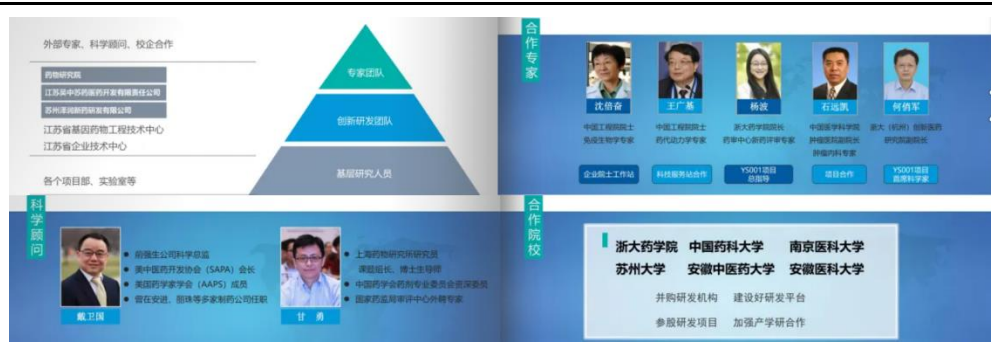 外部专家、科学顾问、校企合作
药物研究院
江苏吴中苏药医药开发有限责任公司
苏州泽润新药研发有限公司
江苏省基因药物工程技术中心
江苏省企业技术中心
各个项目部、实验室等
专家团队
创新研发团队
基层研究人员
合作专家
沈倍奋
中国工程院院士
免疫生物学专家
企业院士工作站
王广基
中国工程院院士
药代动力学专家
科技服务站合作
杨波
浙大药学院院长
药审中心新药评审专家
YS001项目
总指导
石远凯
中国医学科学院
肿瘤医院副院长
肿瘤内科专家
项目合作
何俏军
浙大（杭州）创新医药
研究院副院长
YS001项目
首席科学家
科学顾问
戴卫国
前强生公司科学总监
美中医药开发协会（SAPA）会长
美国药学家学会（AAPS）成员
曾在安进、丽珠等多家制药公司任职
甘勇
上海药物研究所研究员
课题组长、博士生导师
中国药学会药剂专业委员会资深委员
国家药监局审评中心外聘专家
合作院校
浙大药学院 中国药科大学 南京医科大学
苏州大学 安徽中医药大学 安徽医科大学
并购研发机构 建设好研发平台
参股研发项目 加强产学研合作